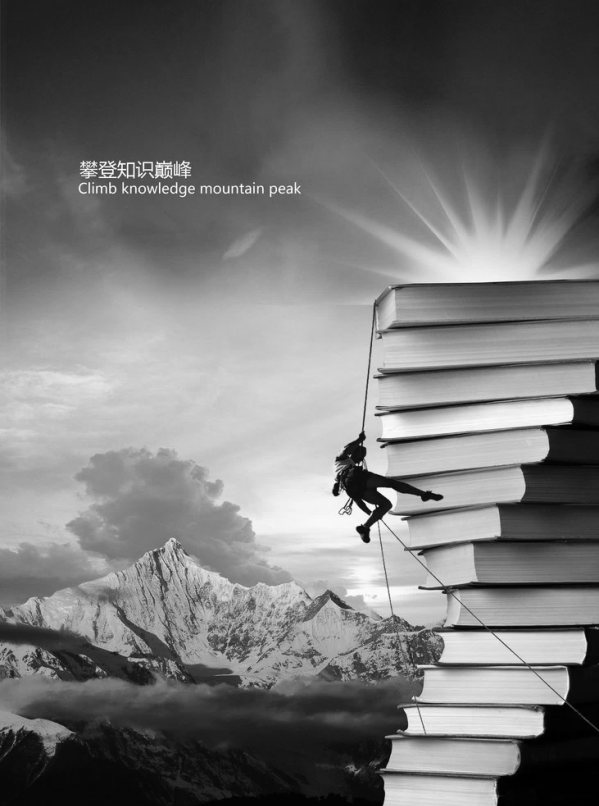 攀登知识巅峰
Climb knowledge mountain peak